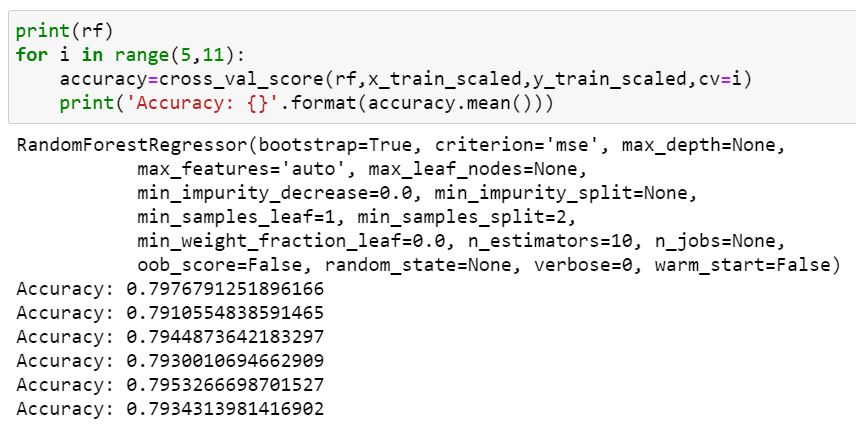 print(rf)
for i in range(5,11):
    accuracy=cross_val_score(rf,x_train_scaled,y_train_scaled,cv=i)
    print('Accuracy: {}'.format(accuracy.mean()))
RandomForestRegressor(bootstrap=True, criterion='mse', max_depth=None,
           max_features='auto', max_leaf_nodes=None,
           min_impurity_decrease=0.0, min_impurity_split=None,
           min_samples_leaf=1, min_samples_split=2,
           min_weight_fraction_leaf=0.0, n_estimators=10, n_jobs=None,
           oob_score=False, random_state=None, verbose=0, warm_start=False)
Accuracy: 0.7976791251896166
Accuracy: 0.7910554838591465
Accuracy: 0.7944873642183297
Accuracy: 0.7930010694662909
Accuracy: 0.7953266698701527
Accuracy: 0.7934313981416902